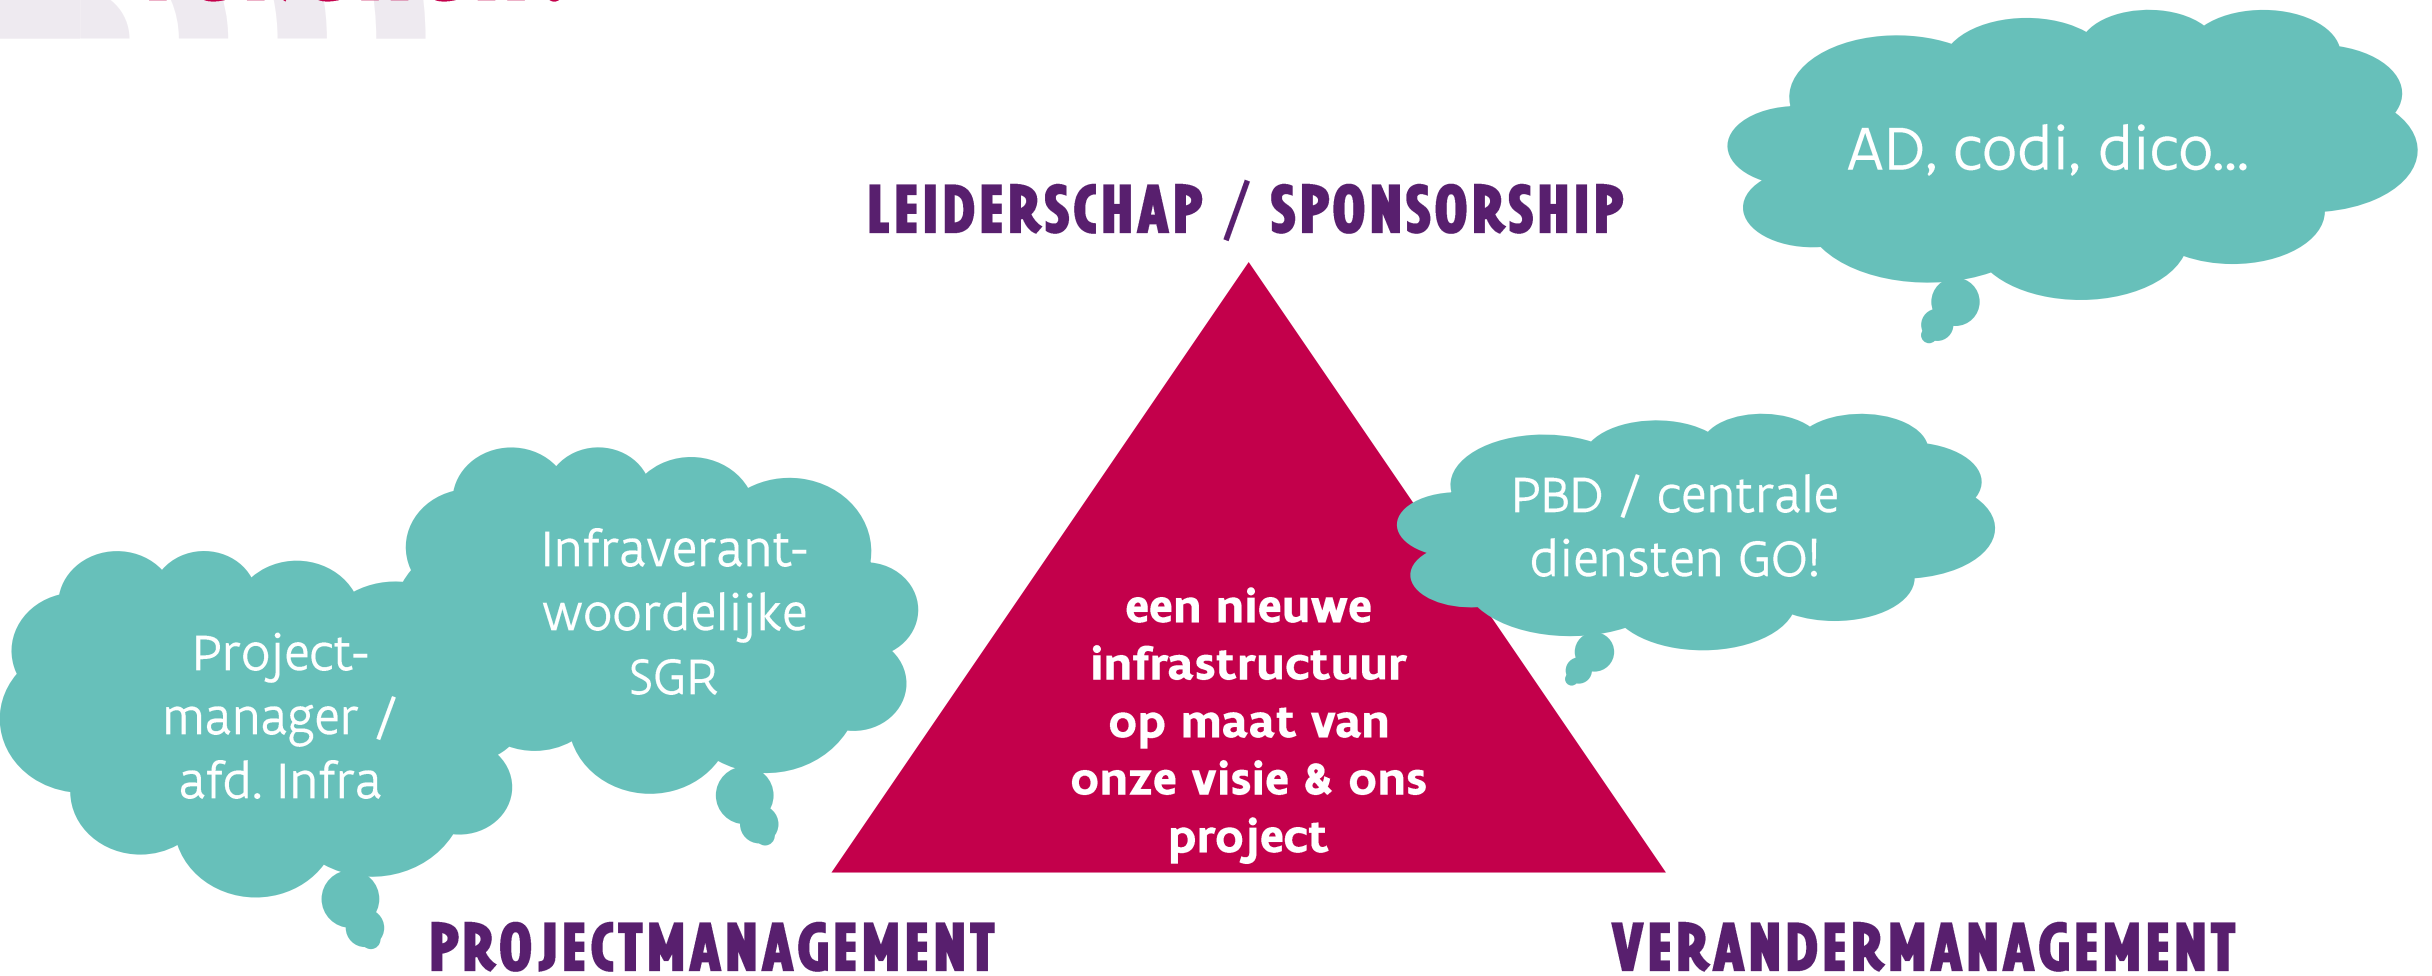 AD, codi, dico...
LEIDERSCHAP / SPONSORSHIP
PBD / centrale
diensten GO!
Infraverant-
woordelijke
SGR
Project-
manager /
afd. Infra
een nieuwe
infrastructuur
op maat van
onze visie & ons
project
PROJECTMANAGEMENT
VERANDERMANAGEMENT